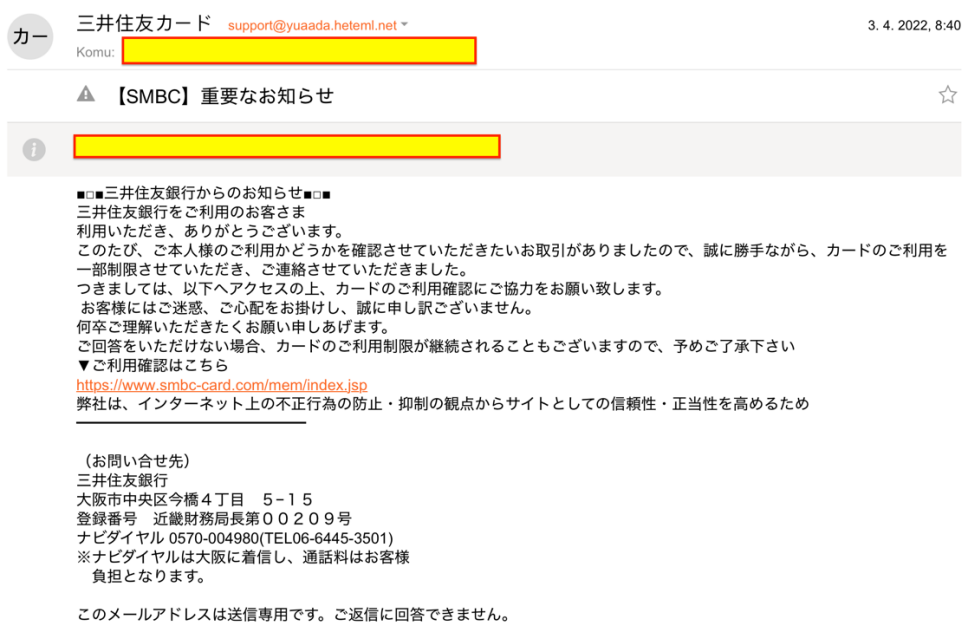 カー
三井住友カード support@yuaada.heteml.net
3. 4. 2022, 8:40
Komu:
【SMBC】重要なお知らせ
■□■三井住友銀行からのお知らせ■□■
三井住友銀行をご利用のお客さま
利用いただき、ありがとうございます。
このたび、ご本人様のご利用かどうかを確認させていただきたいお取引がありましたので、誠に勝手ながら、カードのご利用を
一部制限させていただき、ご連絡させていただきました。
つきましては、以下へアクセスの上、カードのご利用確認にご協力をお願い致します。
お客様にはご迷惑、ご心配をお掛けし、誠に申し訳ございません。
何卒ご理解いただきたくお願い申しあげます。
ご回答をいただけない場合、カードのご利用制限が継続されることもございますので、予めご了承下さい
▼ご利用確認はこちら
https://www.smbc-card.com/mem/index.jsp
弊社は、インターネット上の不正行為の防止・抑制の観点からサイトとしての信頼性・正当性を高めるため
（お問い合せ先）
三井住友銀行
大阪市中央区今橋４丁目　５−１５
登録番号　近畿財務局長第００２０９号
ナビダイヤル 0570-004980(TEL06-6445-3501)
※ナビダイヤルは大阪に着信し、通話料はお客様
負担となります。
このメールアドレスは送信専用です。ご返信に回答できません。